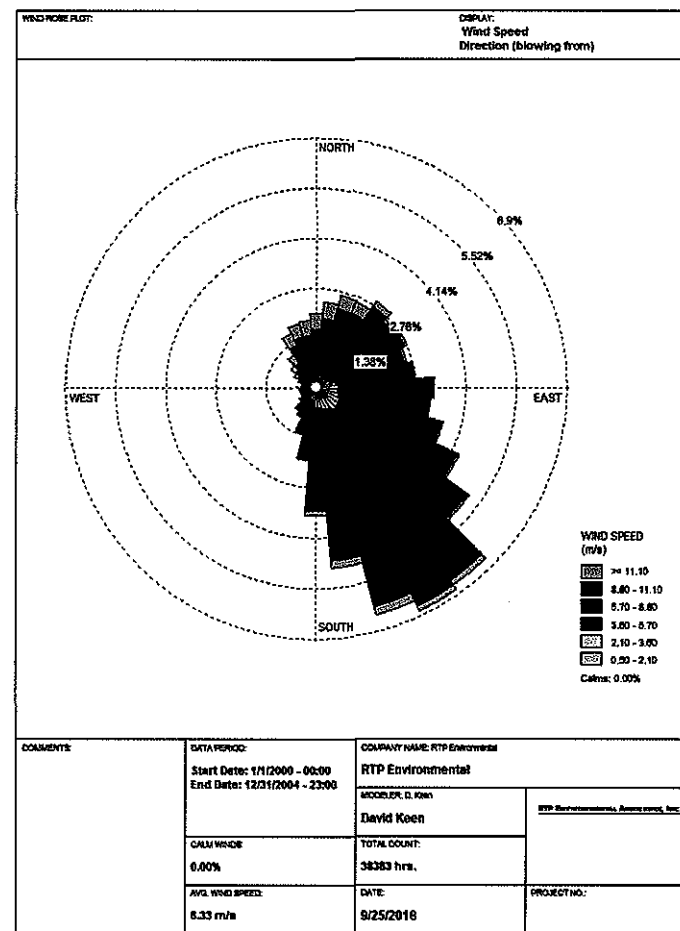 WIND ROSE PLOT:
DISPLAY:
Wind Speed
Direction (blowing from)
NORTH
6.9%
5.52%
4.14%
2.76%
1.38%
WEST
EAST
SOUTH
WIND SPEED
(m/s)
>= 11.10
8.80 - 11.10
5.70 - 8.80
3.60 - 5.70
2.10 - 3.60
0.50 - 2.10
Calms: 0.00%
COMMENTS:
DATA PERIOD:
Start Date: 1/1/2000 - 00:00
End Date: 12/31/2004 - 23:00
COMPANY NAME: RTP Environmental
RTP Environmental
MODELER: D. Keen
David Keen
CALM WINDS:
0.00%
TOTAL COUNT:
38383 hrs.
AVG. WIND SPEED:
6.33 m/s
DATE:
9/25/2018
PROJECT NO.: